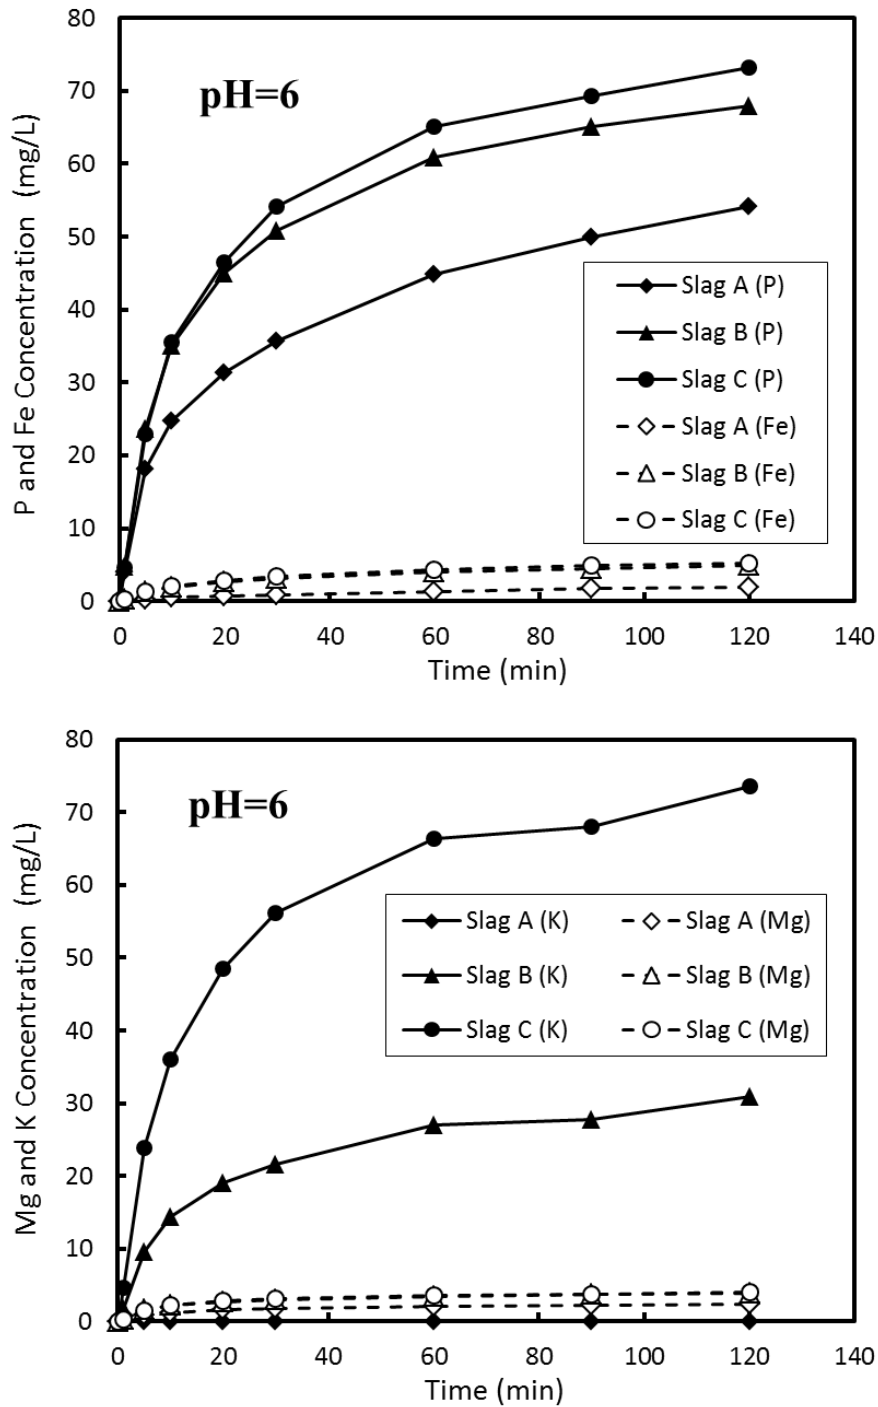 80
70
60
50
40
30
20
10
0
P and Fe Concentration (mg/L)
pH=6
Slag A (P)
Slag B (P)
Slag C (P)
Slag A (Fe)
Slag B (Fe)
Slag C (Fe)
0 20 40 60 80 100 120 140
Time (min)
80
70
60
50
40
30
20
10
0
Mg and K Concentration (mg/L)
pH=6
Slag A (K) Slag A (Mg)
Slag B (K) Slag B (Mg)
Slag C (K) Slag C (Mg)
0 20 40 60 80 100 120 140
Time (min)